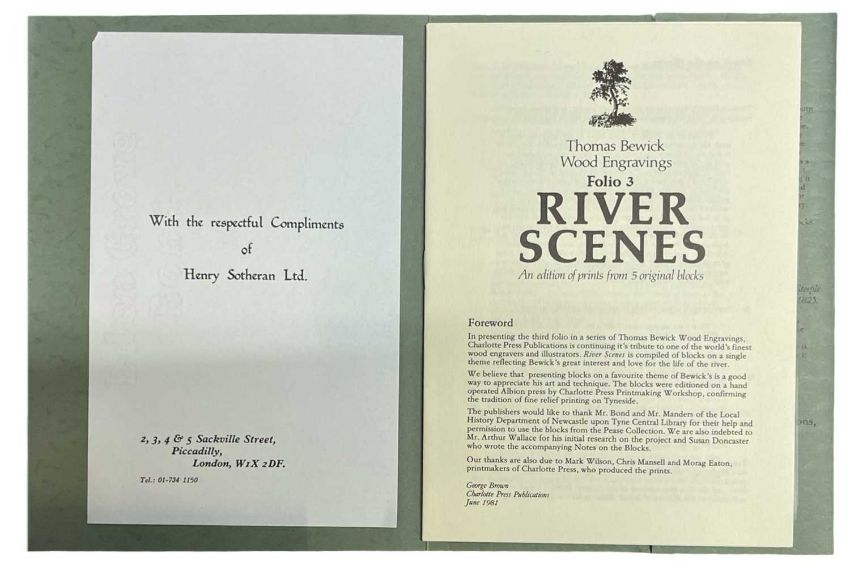 With the respectful Compliments
of
Henry Sotheran Ltd.
2, 3, 4 & 5 Sackville Street,
Piccadilly,
London, W1X 2DF.
Tel.: 01-734 1150
Thomas Bewick
Wood Engravings
Folio 3
RIVER
SCENES
An edition of prints from 5 original blocks
Foreword
In presenting the third folio in a series of Thomas Bewick Wood Engravings,
Charlotte Press Publications is continuing it's tribute to one of the world's finest
wood engravers and illustrators. River Scenes is compiled of blocks on a single
theme reflecting Bewick's great interest and love for the life of the river.
We believe that presenting blocks on a favourite theme of Bewick's is a good
way to appreciate his art and technique. The blocks were editioned on a hand
operated Albion press by Charlotte Press Printmaking Workshop, confirming
the tradition of fine relief printing on Tyneside.
The publishers would like to thank Mr. Bond and Mr. Manders of the Local
History Department of Newcastle upon Tyne Central Library for their help and
permission to use the blocks from the Pease Collection. We are also indebted to
Mr. Arthur Wallace for his initial research on the project and Susan Doncaster
who wrote the accompanying Notes on the Blocks.
Our thanks are also due to Mark Wilson, Chris Mansell and Morag Eaton,
printmakers of Charlotte Press, who produced the prints.
George Brown
Charlotte Press Publications
June 1981